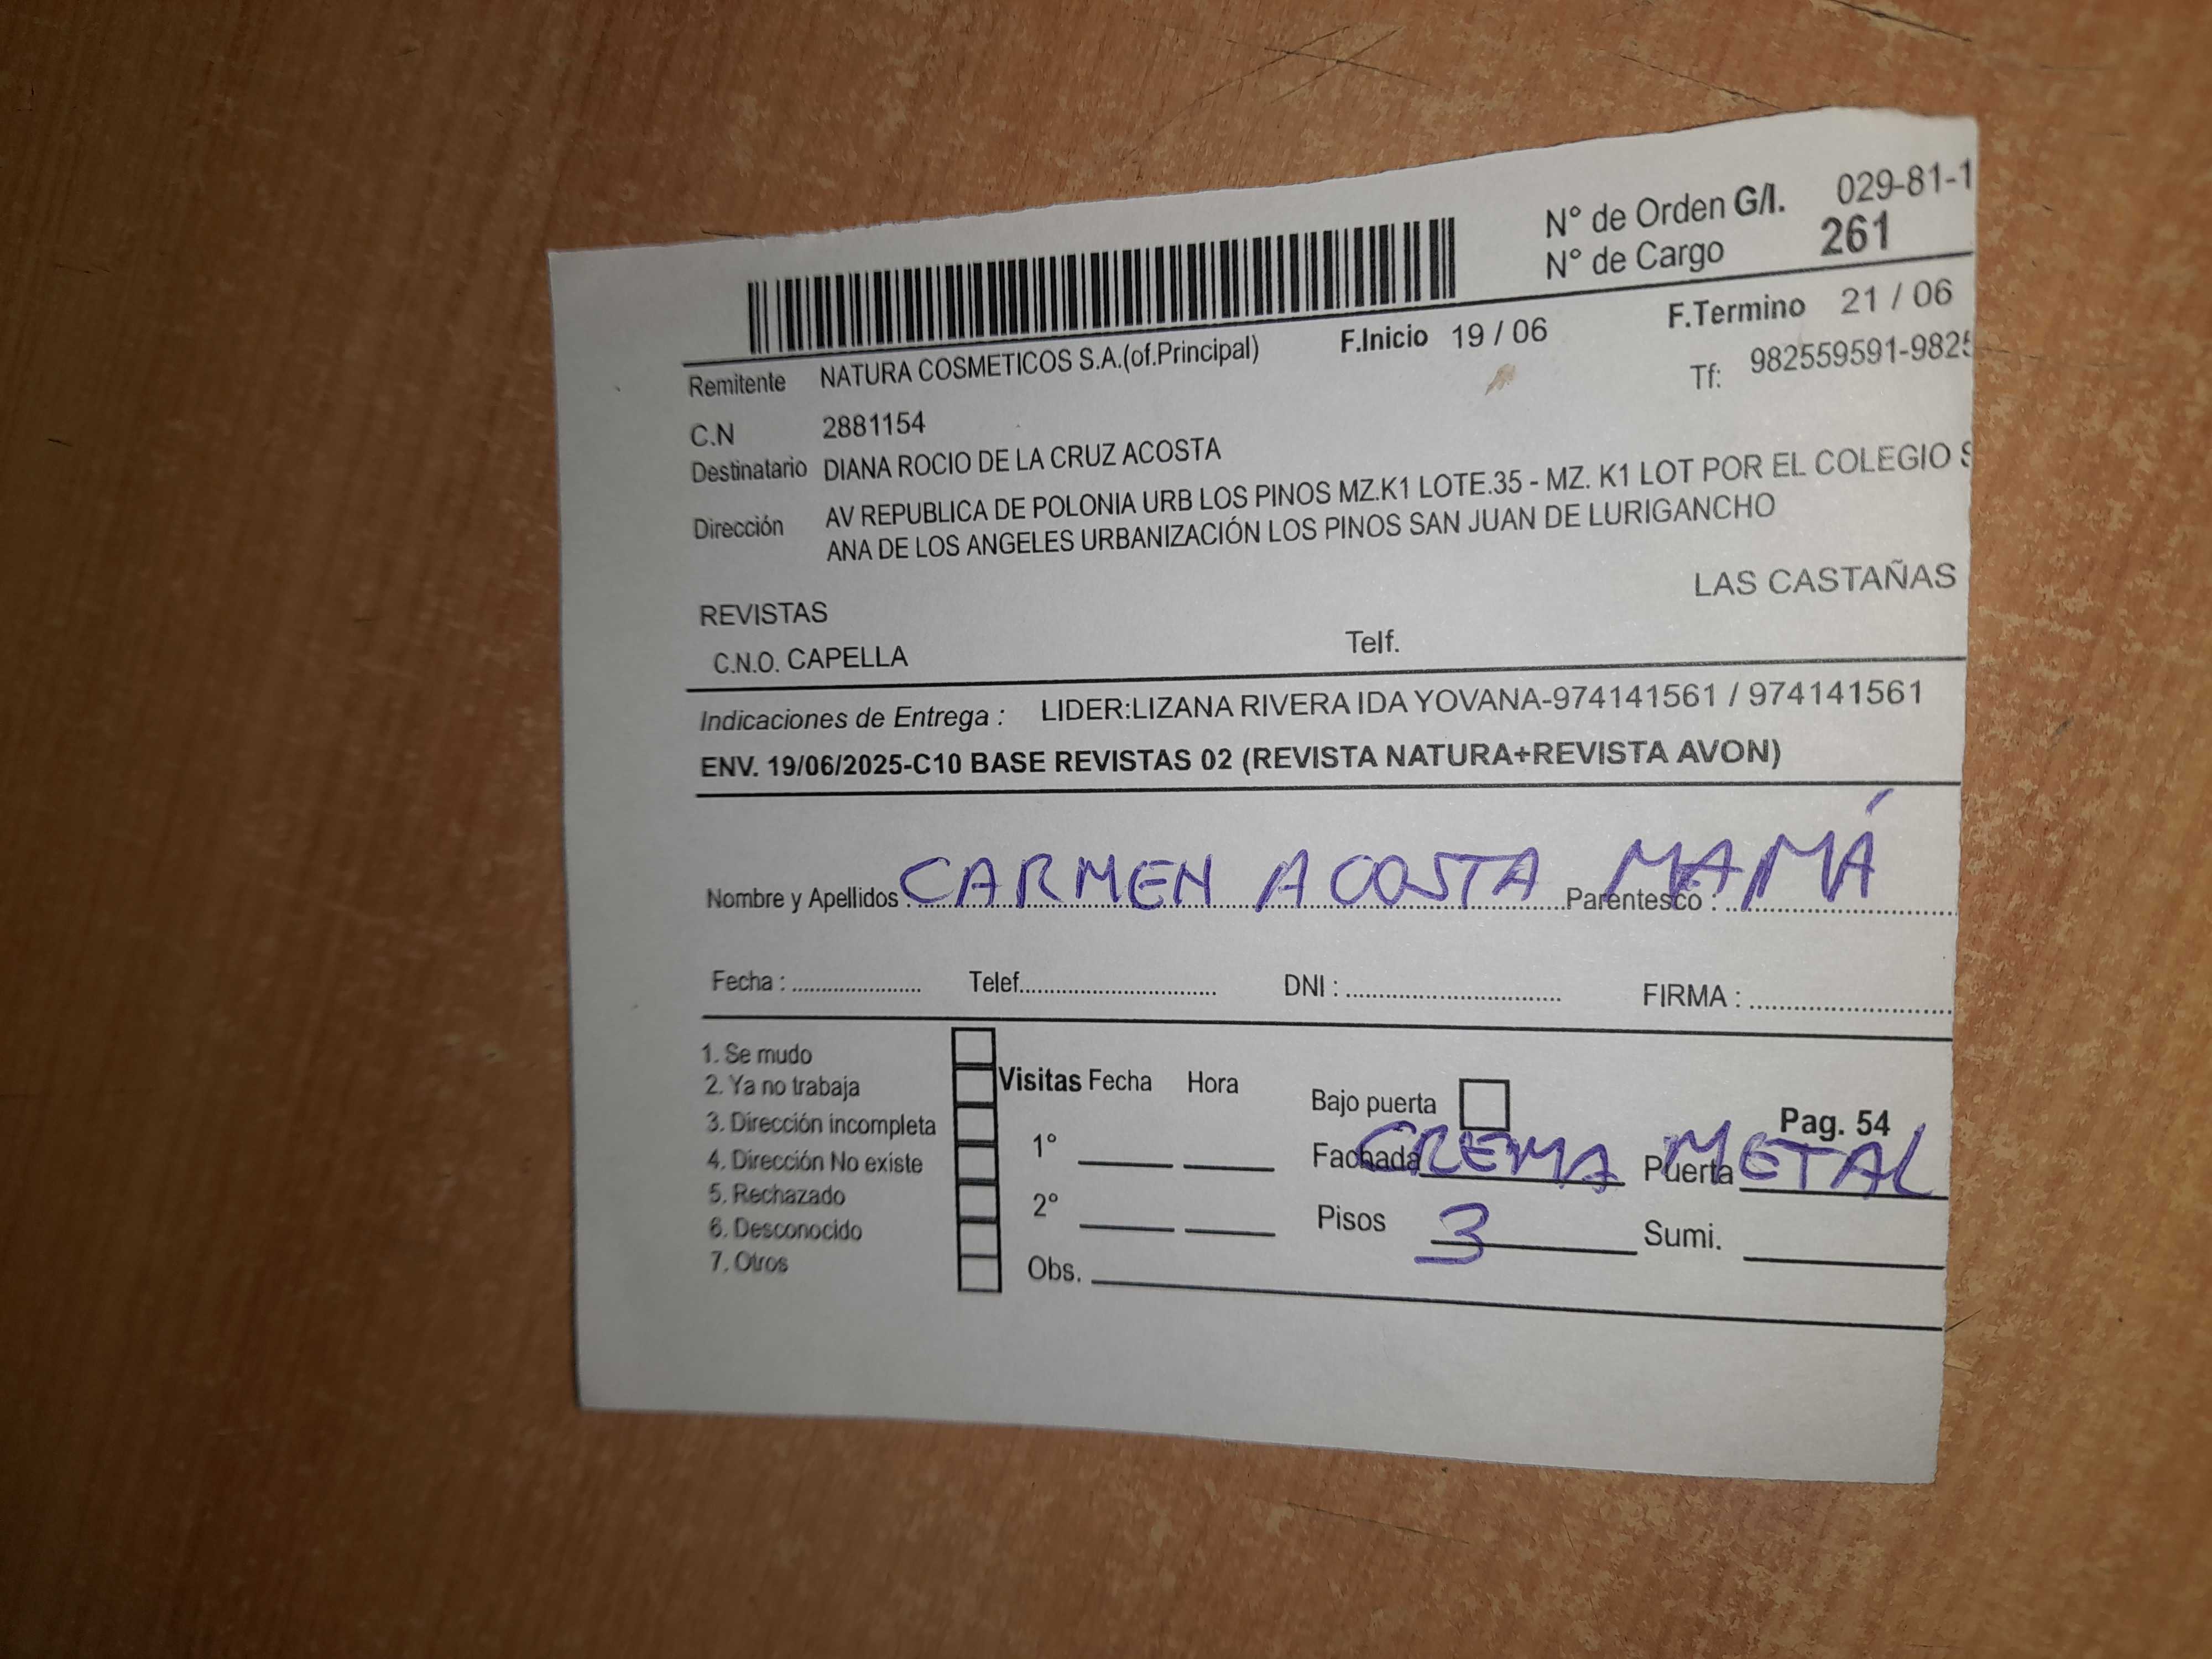 N° de Orden G/I. 029-81-1
N° de Cargo 261
F.Inicio 19 / 06 F.Termino 21 / 06
Remitente NATURA COSMETICOS S.A.(of.Principal) Tf: 982559591-982
C.N 2881154
Destinatario DIANA ROCIO DE LA CRUZ ACOSTA
Dirección AV REPUBLICA DE POLONIA URB LOS PINOS MZ.K1 LOTE.35 - MZ. K1 LOT POR EL COLEGIO S
ANA DE LOS ANGELES URBANIZACIÓN LOS PINOS SAN JUAN DE LURIGANCHO
LAS CASTAÑAS
REVISTAS
C.N.O. CAPELLA Telf.
Indicaciones de Entrega : LIDER:LIZANA RIVERA IDA YOVANA-974141561 / 974141561
ENV. 19/06/2025-C10 BASE REVISTAS 02 (REVISTA NATURA+REVISTA AVON)
Nombre y Apellidos : CARMEN ACOSTA Parentesco : MAMÁ
Fecha : Telef. DNI : FIRMA :
1. Se mudo
2. Ya no trabaja
3. Dirección incompleta
4. Dirección No existe
5. Rechazado
6. Desconocido
7. Otros
Visitas Fecha Hora
1°
2°
Obs.
Bajo puerta Pag. 54
Fachada CREMA Puerta METAL
Pisos 3 Sumi.